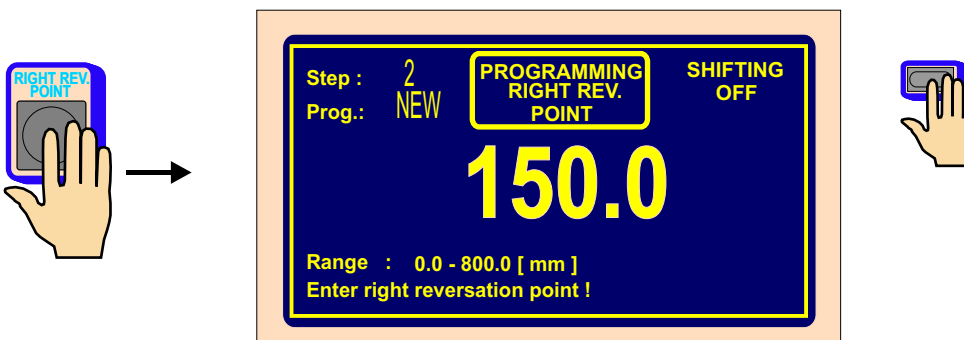 RIGHT REV.
POINT
Step : 2
Prog.: NEW
PROGRAMMING
RIGHT REV.
POINT
SHIFTING
OFF
150.0
Range : 0.0 - 800.0 [ mm ]
Enter right reversation point !